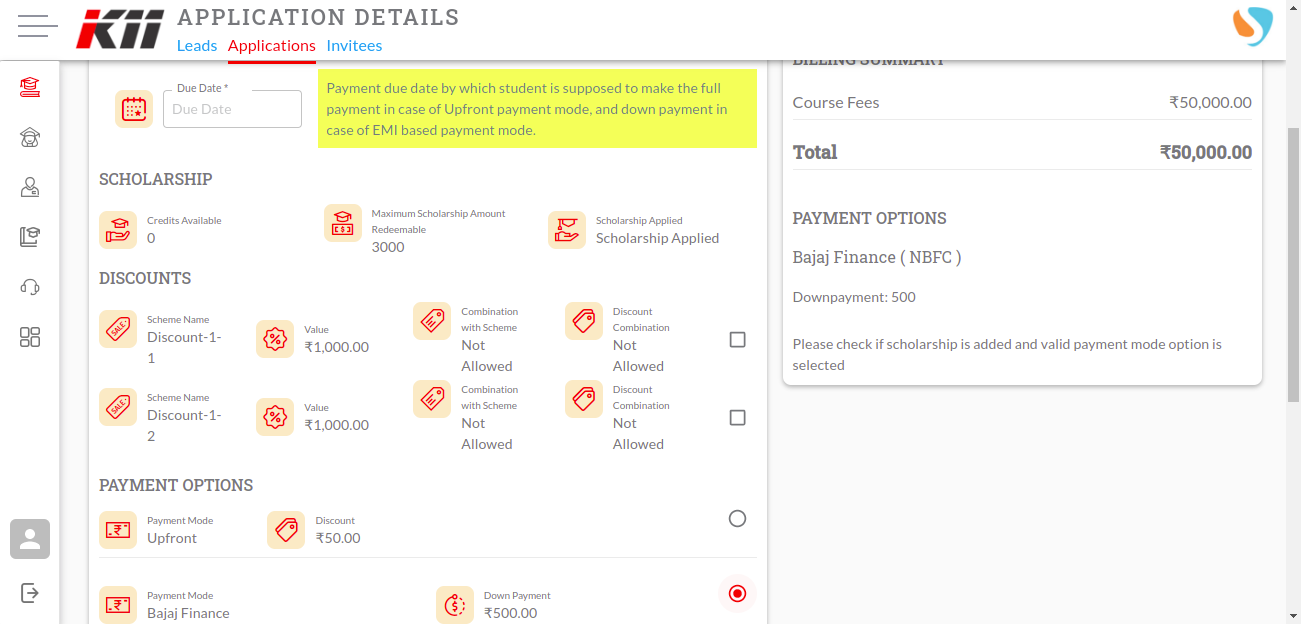 KII
APPLICATION DETAILS
Leads Applications Invitees
Due Date *
Due Date
Payment due date by which student is supposed to make the full
payment in case of Upfront payment mode, and down payment in
case of EMI based payment mode.
SCHOLARSHIP
Credits Available
0
Maximum Scholarship Amount
Redeemable
3000
Scholarship Applied
Scholarship Applied
DISCOUNTS
SALE
Scheme Name
Discount-1-
1
Value
₹1,000.00
Combination
with Scheme
Not
Allowed
Discount
Combination
Not
Allowed
SALE
Scheme Name
Discount-1-
2
Value
₹1,000.00
Combination
with Scheme
Not
Allowed
Discount
Combination
Not
Allowed
PAYMENT OPTIONS
Payment Mode
Upfront
Discount
₹50.00
Payment Mode
Bajaj Finance
Down Payment
₹500.00
BILLING SUMMARY
Course Fees ₹50,000.00
Total ₹50,000.00
PAYMENT OPTIONS
Bajaj Finance ( NBFC )
Downpayment: 500
Please check if scholarship is added and valid payment mode option is
selected